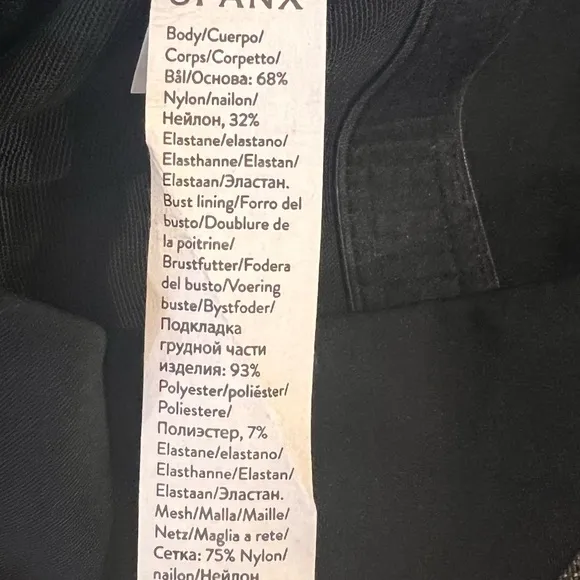 SPANX
Body/Cuerpo/
Corps/Corpetto/
Bål/Основа: 68%
Nylon/nailon/
Нейлон, 32%
Elastane/elastano/
Elasthanne/Elastan/
Elastaan/Эластан.
Bust lining/Forro del
busto/Doublure de
la poitrine/
Brustfutter/Fodera
del busto/Voering
buste/Bystfoder/
Подкладка
грудной части
изделия: 93%
Polyester/poliéster/
Poliestere/
Полиэстер, 7%
Elastane/elastano/
Elasthanne/Elastan/
Elastaan/Эластан.
Mesh/Malla/Maille/
Netz/Maglia a rete/
Сетка: 75% Nylon/
nailon/Нейлон